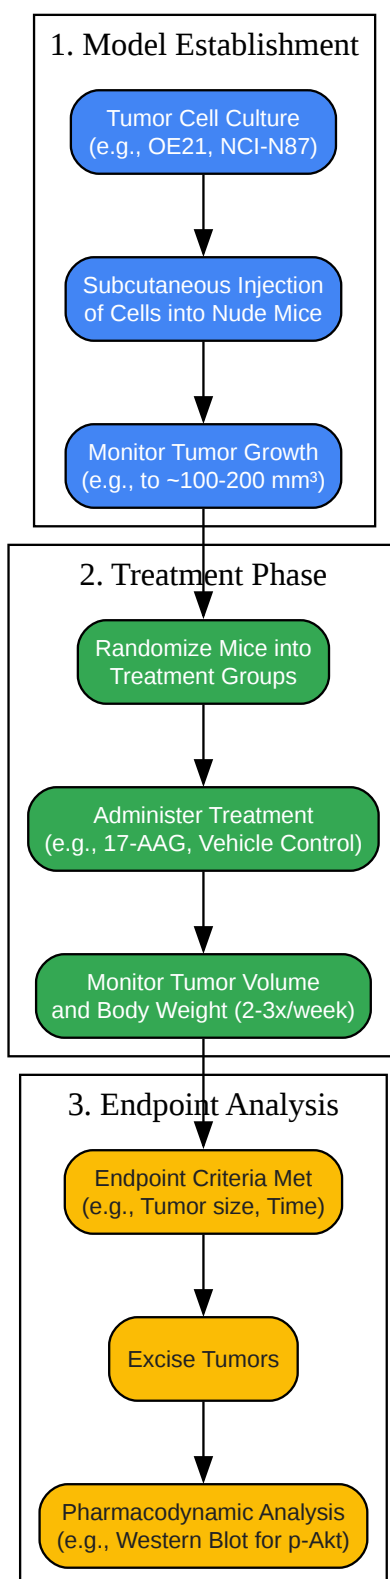 1. Model Establishment
Tumor Cell Culture
(e.g., OE21, NCI-N87)
Subcutaneous Injection
of Cells into Nude Mice
Monitor Tumor Growth
(e.g., to ~100-200 mm³)
2. Treatment Phase
Randomize Mice into
Treatment Groups
Administer Treatment
(e.g., 17-AAG, Vehicle Control)
Monitor Tumor Volume
and Body Weight (2-3x/week)
3. Endpoint Analysis
Endpoint Criteria Met
(e.g., Tumor size, Time)
Excise Tumors
Pharmacodynamic Analysis
(e.g., Western Blot for p-Akt)